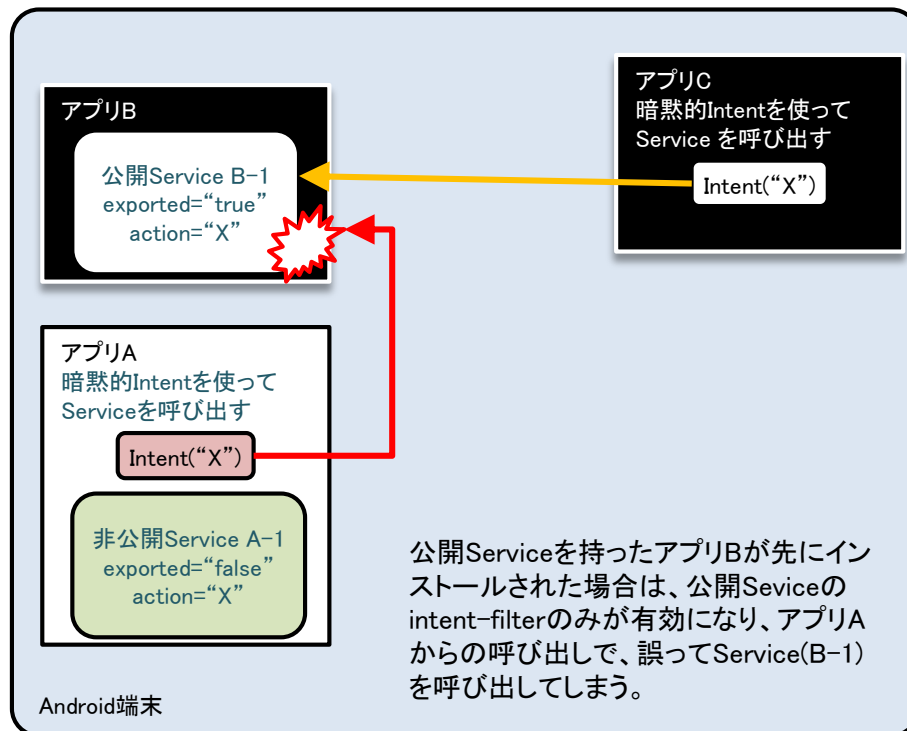 アプリB
公開Service B-1
exported=“true”
action=“X”
アプリC
暗黙的Intentを使って
Service を呼び出す
Intent(“X”)
アプリA
暗黙的Intentを使って
Serviceを呼び出す
Intent(“X”)
非公開Service A-1
exported=“false”
action=“X”
公開Serviceを持ったアプリBが先にイン
ストールされた場合は、公開Seviceの
intent-filterのみが有効になり、アプリA
からの呼び出しで、誤ってService(B-1)
を呼び出してしまう。
Android端末